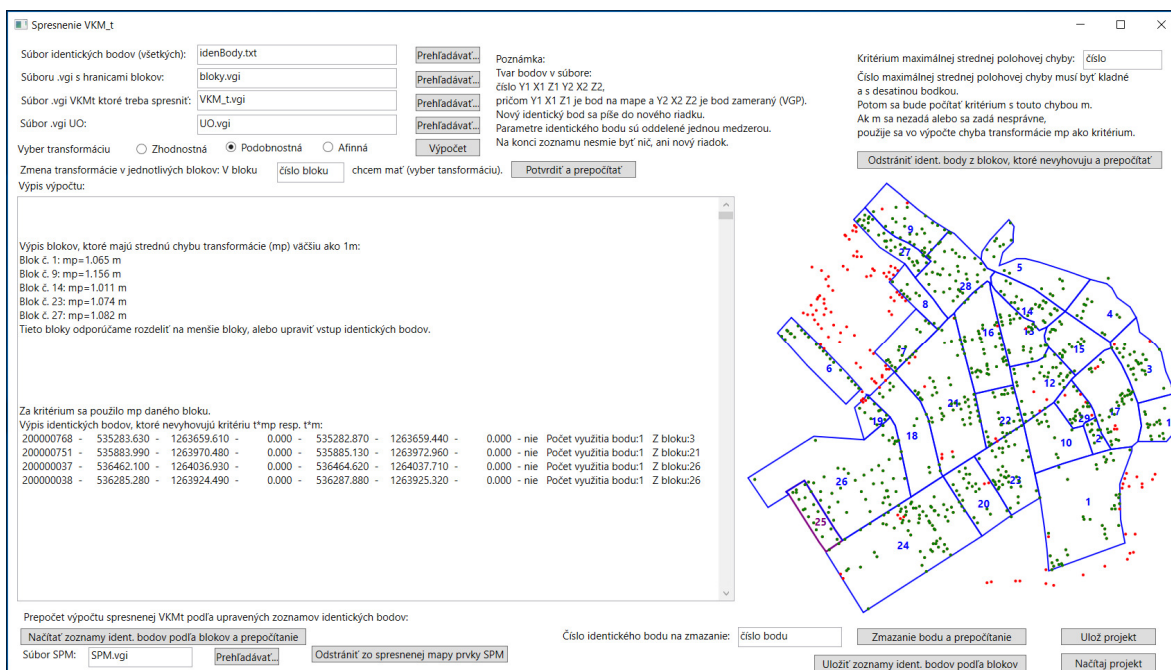 Spresnenie VKM_t
Súbor identických bodov (všetkých): idenBody.txt Prehľadávať...
Súboru .vgi s hranicami blokov: bloky.vgi Prehľadávať...
Súbor .vgi VKMt ktoré treba spresniť: VKM_t.vgi Prehľadávať...
Súbor .vgi UO: UO.vgi Prehľadávať...
Vyber transformáciu Zhodnostná Podobnostná Afinná Výpočet
Poznámka:
Tvar bodov v súbore:
číslo Y1 X1 Z1 Y2 X2 Z2,
pričom Y1 X1 Z1 je bod na mape a Y2 X2 Z2 je bod zameraný (VGP).
Nový identický bod sa píše do nového riadku.
Parametre identického bodu sú oddelené jednou medzerou.
Na konci zoznamu nesmie byť nič, ani nový riadok.
Kritérium maximálnej strednej polohovej chyby: číslo
Číslo maximálnej strednej polohovej chyby musí byť kladné
a s desatinou bodkou.
Potom sa bude počítať kritérium s touto chybou m.
Ak m sa nezadá alebo sa zadá nesprávne,
použije sa vo výpočte chyba transformácie mp ako kritérium.
Odstrániť ident. body z blokov, ktoré nevyhovujú a prepočítať
Zmena transformácie v jednotlivých blokoch: V bloku číslo bloku chcem mať (vyber tansformáciu). Potvrdiť a prepočítať
Výpis výpočtu:
Výpis blokov, ktoré majú strednú chybu transformácie (mp) väčšiu ako 1m:
Blok č. 1: mp=1.065 m
Blok č. 9: mp=1.156 m
Blok č. 14: mp=1.011 m
Blok č. 23: mp=1.074 m
Blok č. 27: mp=1.082 m
Tieto bloky odporúčame rozdeliť na menšie bloky, alebo upraviť vstup identických bodov.
Za kritérium sa použilo mp daného bloku.
Výpis identických bodov, ktoré nevyhovujú kritériu t*mp resp. t*m:
200000768 - 535283.630 - 1263659.610 - 0.000 - 535282.870 - 1263659.440 - 0.000 - nie Počet využitia bodu:1 Z bloku:3
200000751 - 535883.990 - 1263970.480 - 0.000 - 535885.130 - 1263972.960 - 0.000 - nie Počet využitia bodu:1 Z bloku:21
200000037 - 536462.100 - 1264036.930 - 0.000 - 536464.620 - 1264037.710 - 0.000 - nie Počet využitia bodu:1 Z bloku:26
200000038 - 536285.280 - 1263924.490 - 0.000 - 536287.880 - 1263925.320 - 0.000 - nie Počet využitia bodu:1 Z bloku:26
9
27
5
28
8
14
4
16
13
15
7
6
3
12
21
17
19
22
29
18
10
2
26
23
20
1
25
24
Prepočet výpočtu spresnenej VKMt podľa upravených zoznamov identických bodov:
Načítať zoznamy ident. bodov podľa blokov a prepočítanie
Číslo identického bodu na zmazanie: číslo bodu Zmazanie bodu a prepočítanie Ulož projekt
Súbor SPM: SPM.vgi Prehľadávať... Odstrániť zo spresnenej mapy prvky SPM
Uložiť zoznamy ident. bodov podľa blokov Načítaj projekt